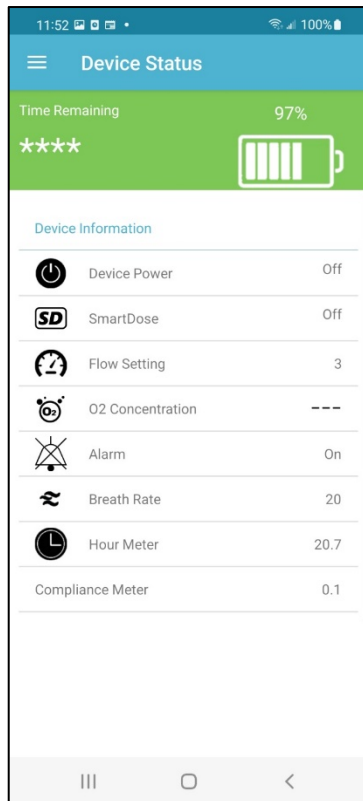 11:52
100%
Device Status
Time Remaining
97%
****
Device Information
Device Power Off
SD SmartDose Off
Flow Setting 3
O2 O2 Concentration ---
Alarm On
Breath Rate 20
Hour Meter 20.7
Compliance Meter 0.1